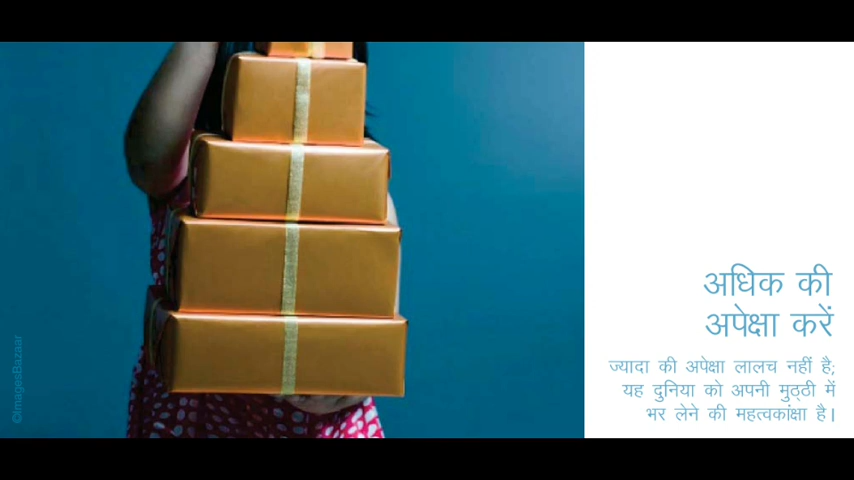 अधिक की
अपेक्षा करें
ज्यादा की अपेक्षा लालच नहीं है;
यह दुनिया को अपनी मुठ्ठी में
भर लेने की महत्वकांक्षा है।
©ImagesBazaar